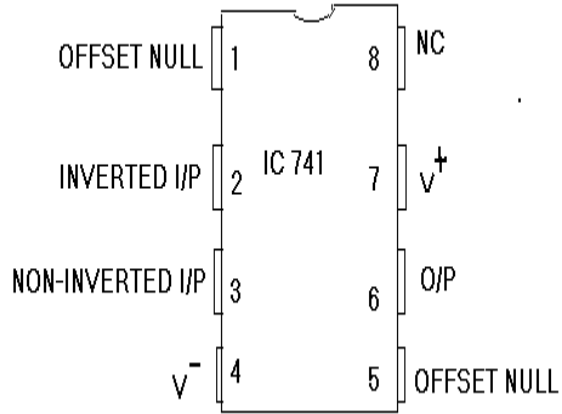 OFFSET NULL 1 8 NC
IC 741
INVERTED I/P 2 7 V+
NON-INVERTED I/P 3 6 O/P
V- 4 5 OFFSET NULL